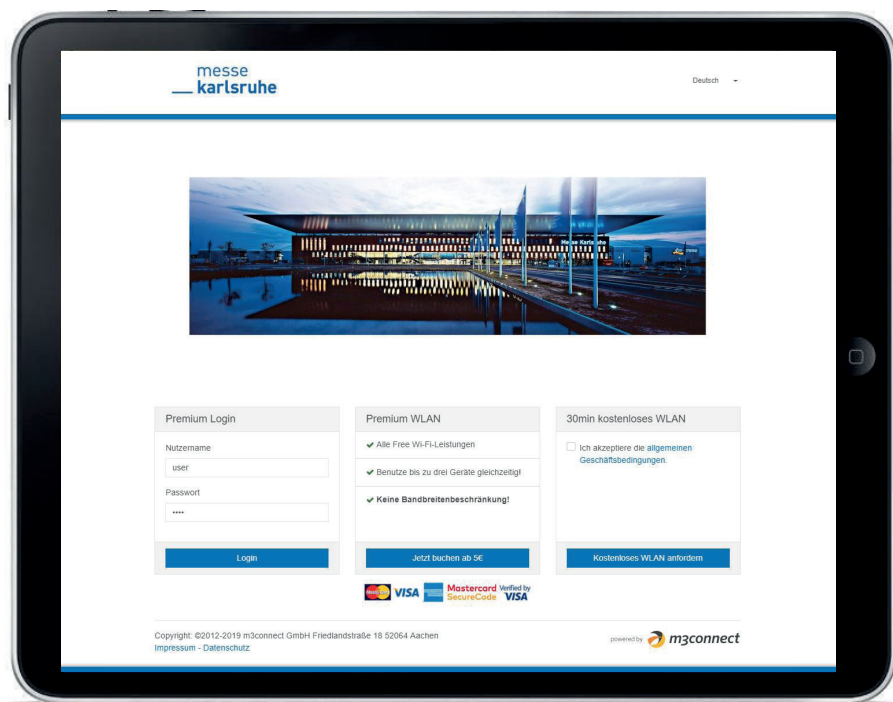 messe
karlsruhe
Deutsch
Messe Karlsruhe
Premium Login
Nutzername
user
Passwort
••••
Login
Premium WLAN
Alle Free Wi-Fi-Leistungen
Benutze bis zu drei Geräte gleichzeitig!
Keine Bandbreitenbeschränkung!
Jetzt buchen ab 5€
30min kostenloses WLAN
Ich akzeptiere die allgemeinen
Geschäftsbedingungen.
Kostenloses WLAN anfordern
MasterCard VISA Mastercard SecureCode Verified by VISA
Copyright: ©2012-2019 m3connect GmbH Friedlandstraße 18 52064 Aachen
Impressum - Datenschutz
powered by m3connect